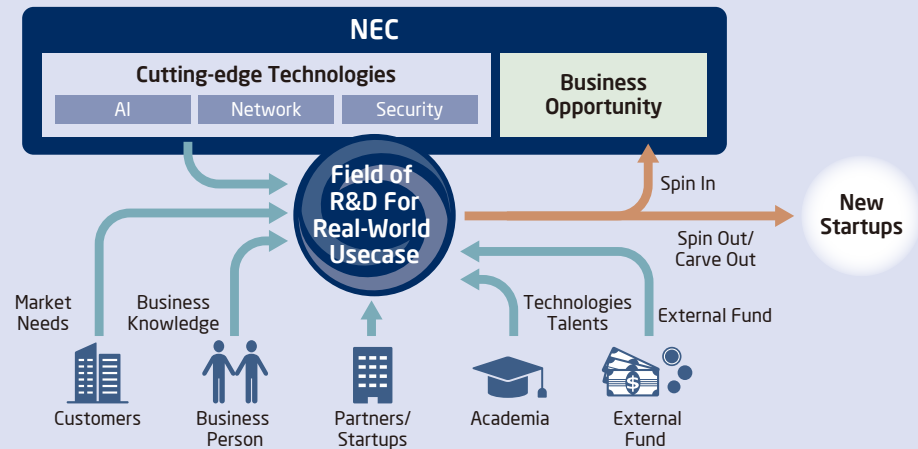 NEC
Cutting-edge Technologies
AI
Network
Security
Business
Opportunity
Field of
R&D For
Real-World
Usecase
Spin In
New
Startups
Spin Out/
Carve Out
Market
Needs
Business
Knowledge
Technologies
Talents
External Fund
$
Customers
Business
Person
Partners/
Startups
Academia
External
Fund